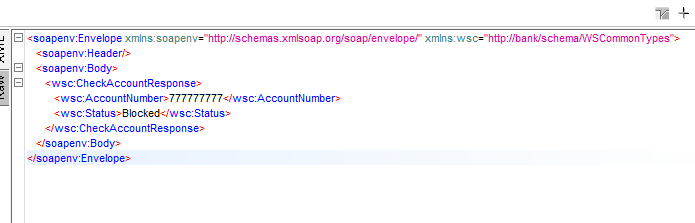 <soapenv:Envelope xmlns:soapenv="http://schemas.xmlsoap.org/soap/envelope/" xmlns:wsc="http://bank/schema/WSCommonTypes">
<soapenv:Header/>
<soapenv:Body>
<wsc:CheckAccountResponse>
<wsc:AccountNumber>777777777</wsc:AccountNumber>
<wsc:Status>Blocked</wsc:Status>
</wsc:CheckAccountResponse>
</soapenv:Body>
</soapenv:Envelope>
Raw